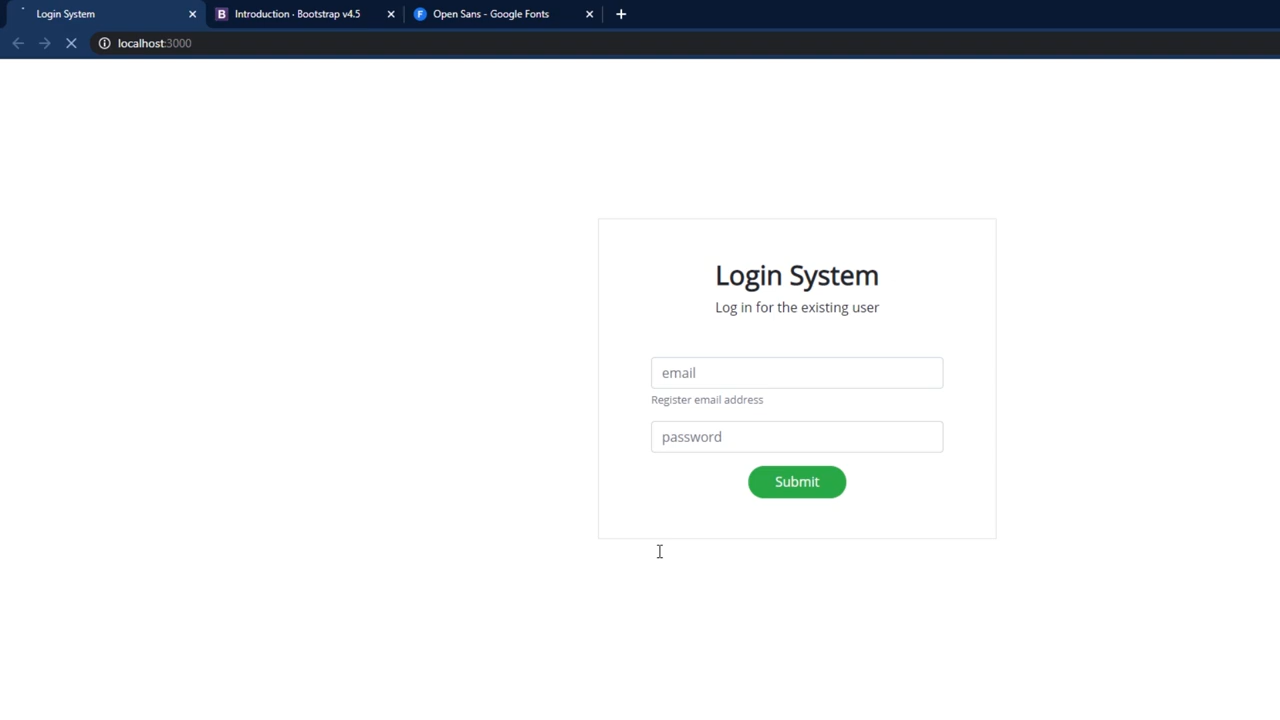 Login System
B Introduction · Bootstrap v4.5
F Open Sans - Google Fonts
localhost:3000
Login System
Log in for the existing user
email
Register email address
password
Submit